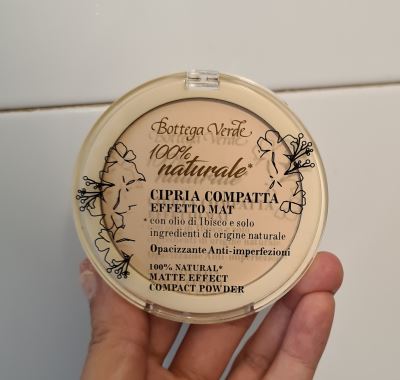 Bottega Verde
100%
naturale*
CIPRIA COMPATTA
EFFETTO MAT
* con olio di Ibisco e solo
ingredienti di origine naturale
Opacizzante Anti-imperfezioni
100% NATURAL*
MATTE EFFECT
COMPACT POWDER